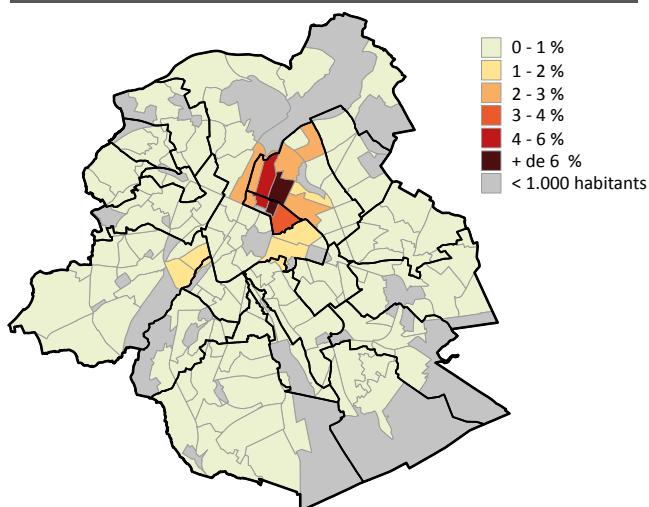 0 - 1 %
1 - 2 %
2 - 3 %
3 - 4 %
4 - 6 %
+ de 6 %
< 1.000 habitants